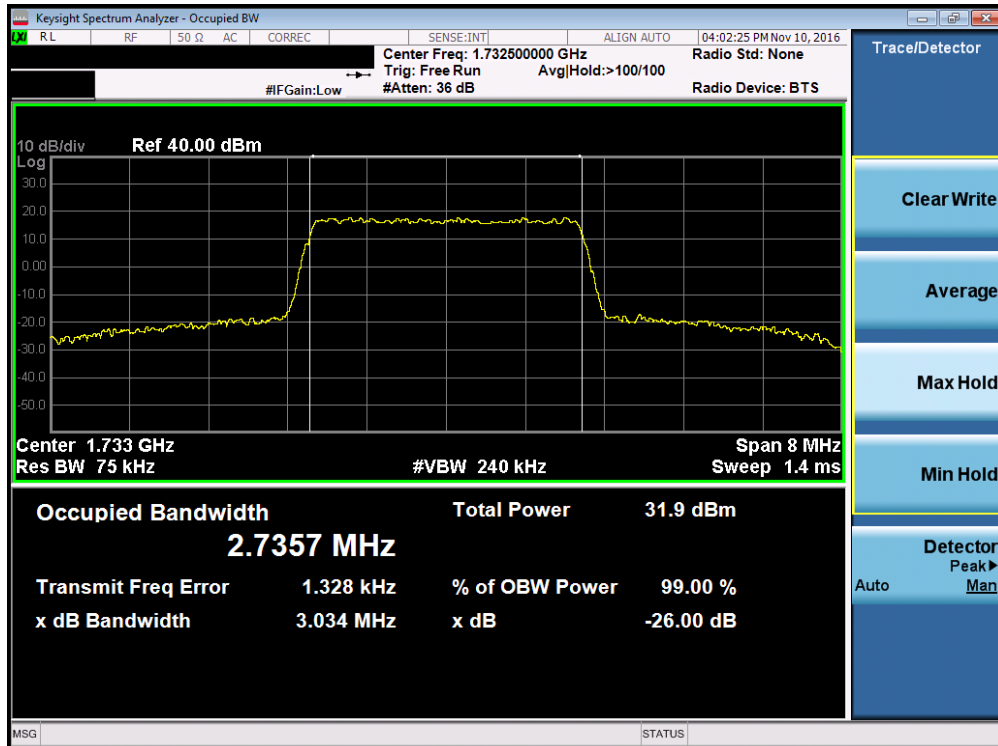 Keysight Spectrum Analyzer - Occupied BW
LXI RL RF 50 Ω AC CORREC SENSE:INT ALIGN AUTO 04:02:25 PM Nov 10, 2016
Center Freq: 1.732500000 GHz Radio Std: None
Trig: Free Run Avg|Hold:>100/100
#IFGain:Low #Atten: 36 dB Radio Device: BTS
10 dB/div Ref 40.00 dBm
Log
30.0
20.0
10.0
0.00
-10.0
-20.0
-30.0
-40.0
-50.0
Center 1.733 GHz Span 8 MHz
Res BW 75 kHz #VBW 240 kHz Sweep 1.4 ms
Occupied Bandwidth Total Power 31.9 dBm
2.7357 MHz
Transmit Freq Error 1.328 kHz % of OBW Power 99.00 %
x dB Bandwidth 3.034 MHz x dB -26.00 dB
MSG STATUS
Trace/Detector
Clear Write
Average
Max Hold
Min Hold
Detector
Peak▶
Auto Man